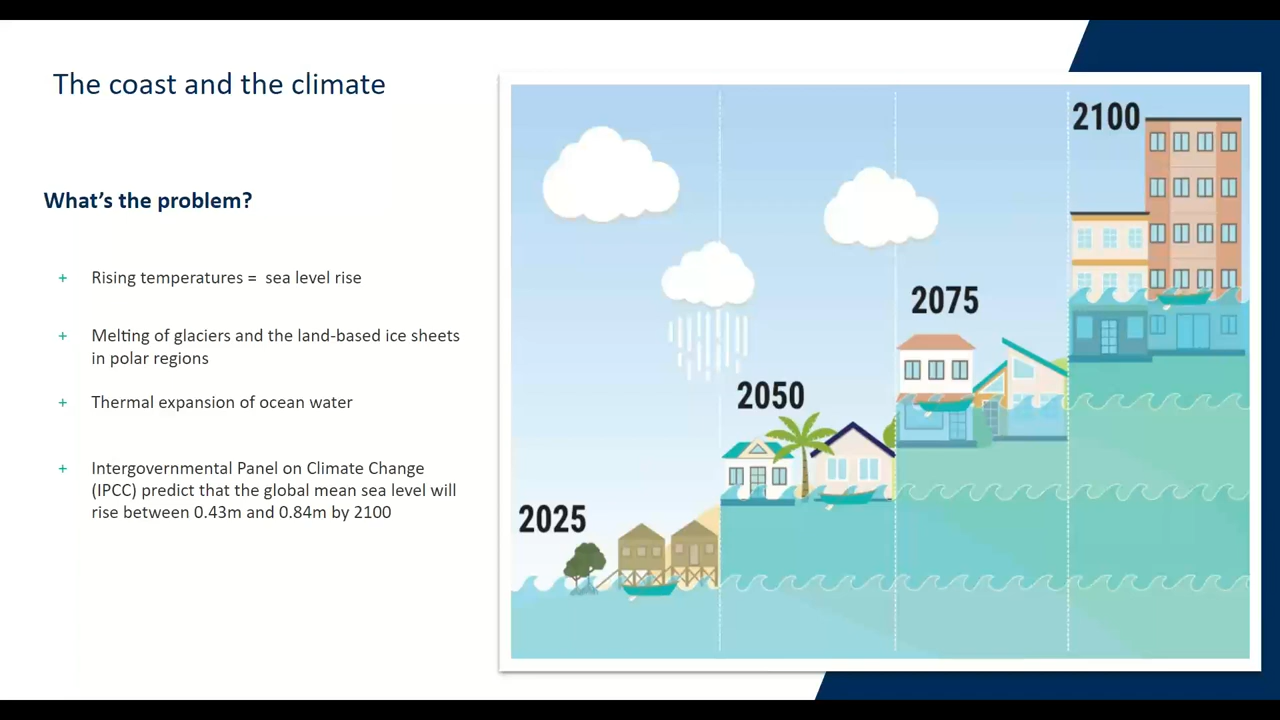 The coast and the climate
What's the problem?
+ Rising temperatures = sea level rise
+ Melting of glaciers and the land-based ice sheets
in polar regions
+ Thermal expansion of ocean water
+ Intergovernmental Panel on Climate Change
(IPCC) predict that the global mean sea level will
rise between 0.43m and 0.84m by 2100
2025
2050
2075
2100